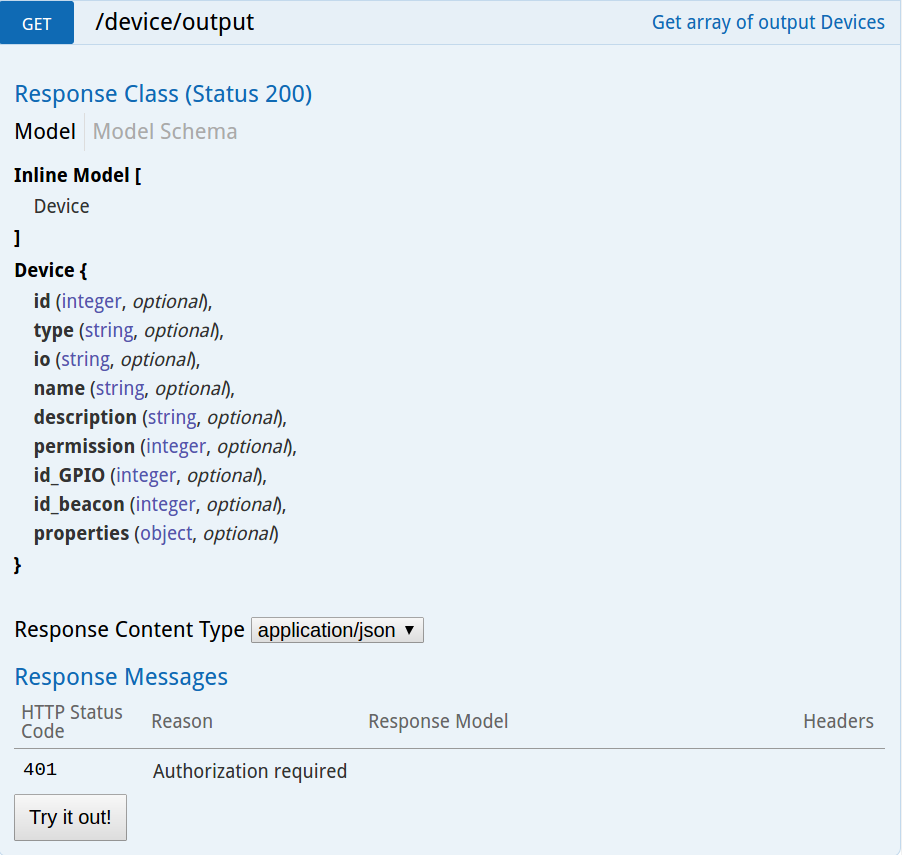 GET /device/output Get array of output Devices
Response Class (Status 200)
Model Model Schema
Inline Model [
Device
]
Device {
id (integer, optional),
type (string, optional),
io (string, optional),
name (string, optional),
description (string, optional),
permission (integer, optional),
id_GPIO (integer, optional),
id_beacon (integer, optional),
properties (object, optional)
}
Response Content Type application/json ▼
Response Messages
HTTP Status Code Reason Response Model Headers
401 Authorization required
Try it out!